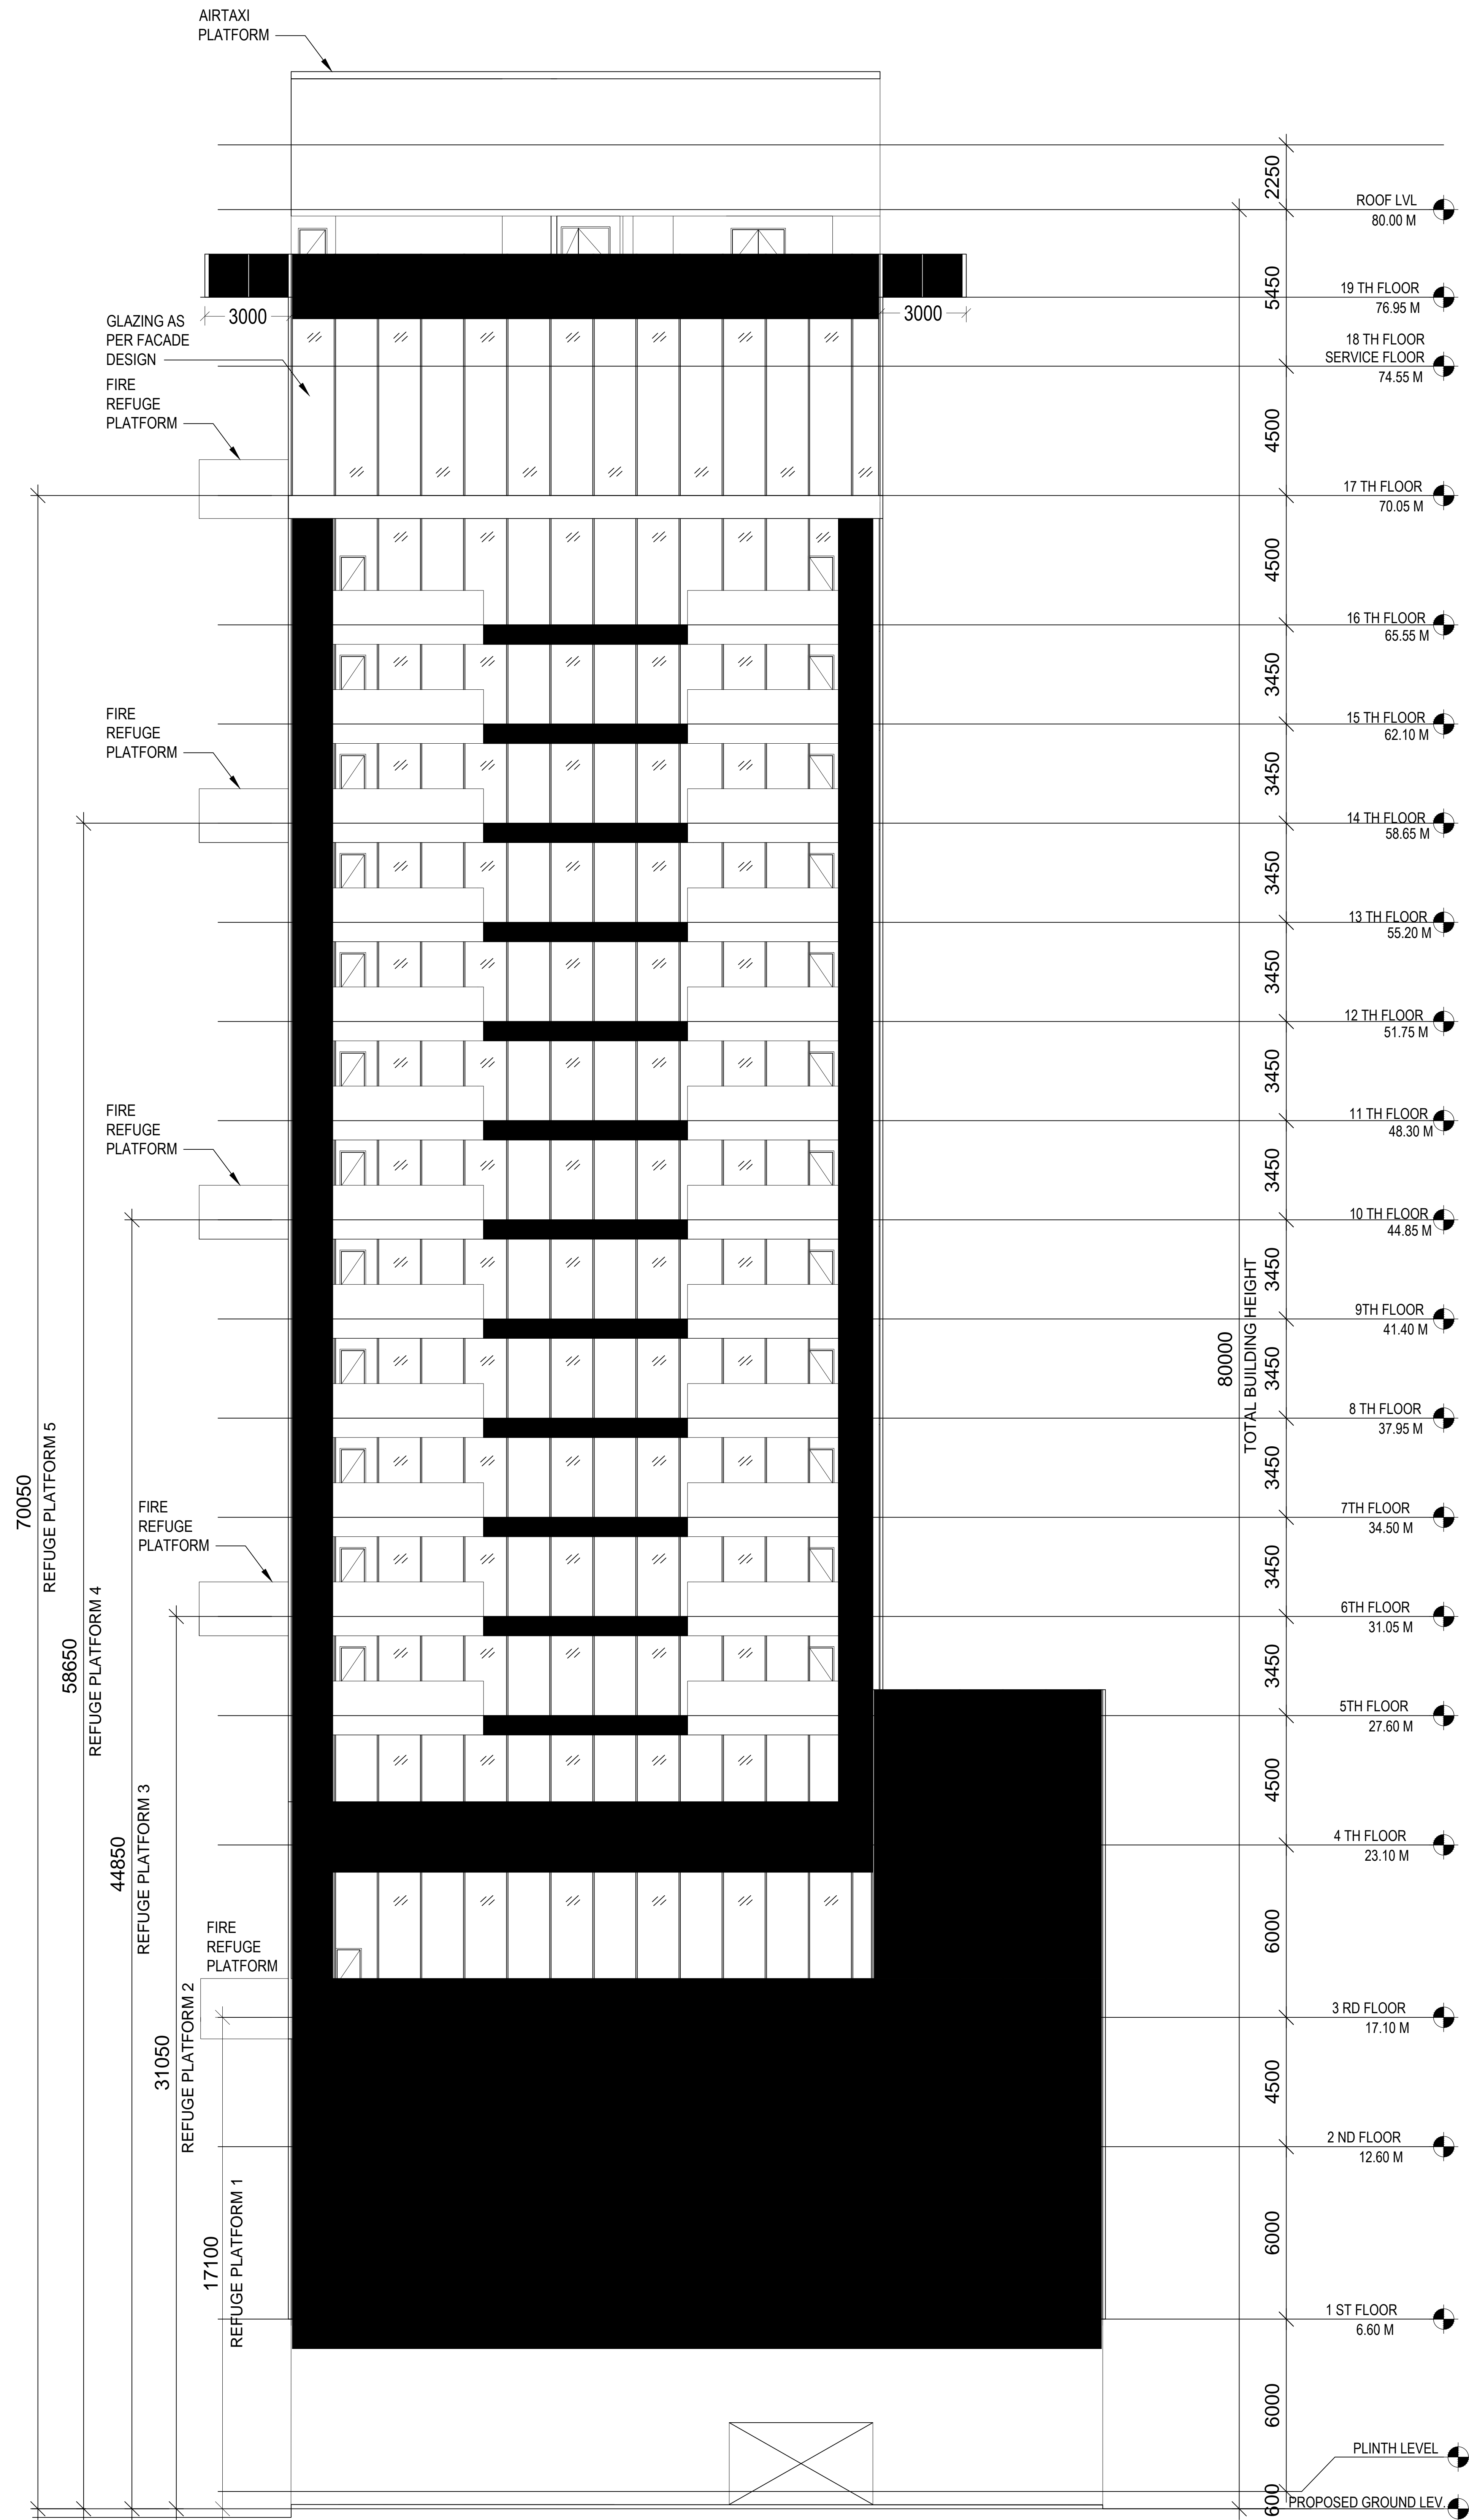 AIRTAXI
PLATFORM
2250
ROOF LVL
80.00 M
5450
19 TH FLOOR
76.95 M
3000
3000
GLAZING AS
PER FACADE
DESIGN
18 TH FLOOR
SERVICE FLOOR
74.55 M
FIRE
REFUGE
PLATFORM
4500
17 TH FLOOR
70.05 M
4500
16 TH FLOOR
65.55 M
3450
FIRE
REFUGE
PLATFORM
15 TH FLOOR
62.10 M
3450
14 TH FLOOR
58.65 M
3450
13 TH FLOOR
55.20 M
3450
12 TH FLOOR
51.75 M
3450
FIRE
REFUGE
PLATFORM
11 TH FLOOR
48.30 M
3450
10 TH FLOOR
44.85 M
3450
9TH FLOOR
41.40 M
80000
TOTAL BUILDING HEIGHT
3450
8 TH FLOOR
37.95 M
3450
70050
REFUGE PLATFORM 5
FIRE
REFUGE
PLATFORM
7TH FLOOR
34.50 M
3450
6TH FLOOR
31.05 M
58650
REFUGE PLATFORM 4
3450
5TH FLOOR
27.60 M
4500
44850
REFUGE PLATFORM 3
4 TH FLOOR
23.10 M
6000
FIRE
REFUGE
PLATFORM
31050
REFUGE PLATFORM 2
3 RD FLOOR
17.10 M
4500
2 ND FLOOR
12.60 M
17100
REFUGE PLATFORM 1
6000
1 ST FLOOR
6.60 M
6000
PLINTH LEVEL
600
PROPOSED GROUND LEV.